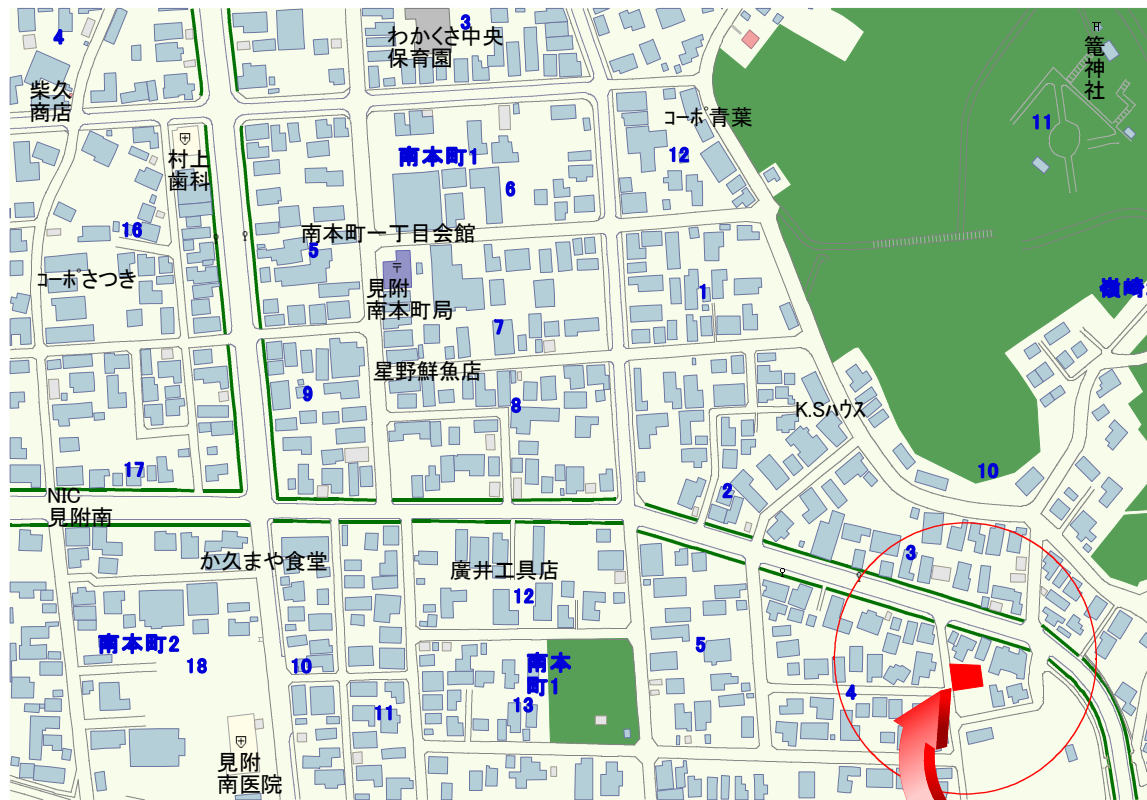 4
3
わかくさ中央
保育園
籠神社
柴久
商店
11
コーポ青葉
村上
歯科
南本町1
12
6
16
南本町一丁目会館
5
コーポさつき
〒
見附
南本町局
1
7
星野鮮魚店
9
8
K.Sハウス
17
10
NIC
見附南
2
か久まや食堂
3
廣井工具店
12
南本町2
18
10
南本
町1
5
11
13
4
見附
南医院